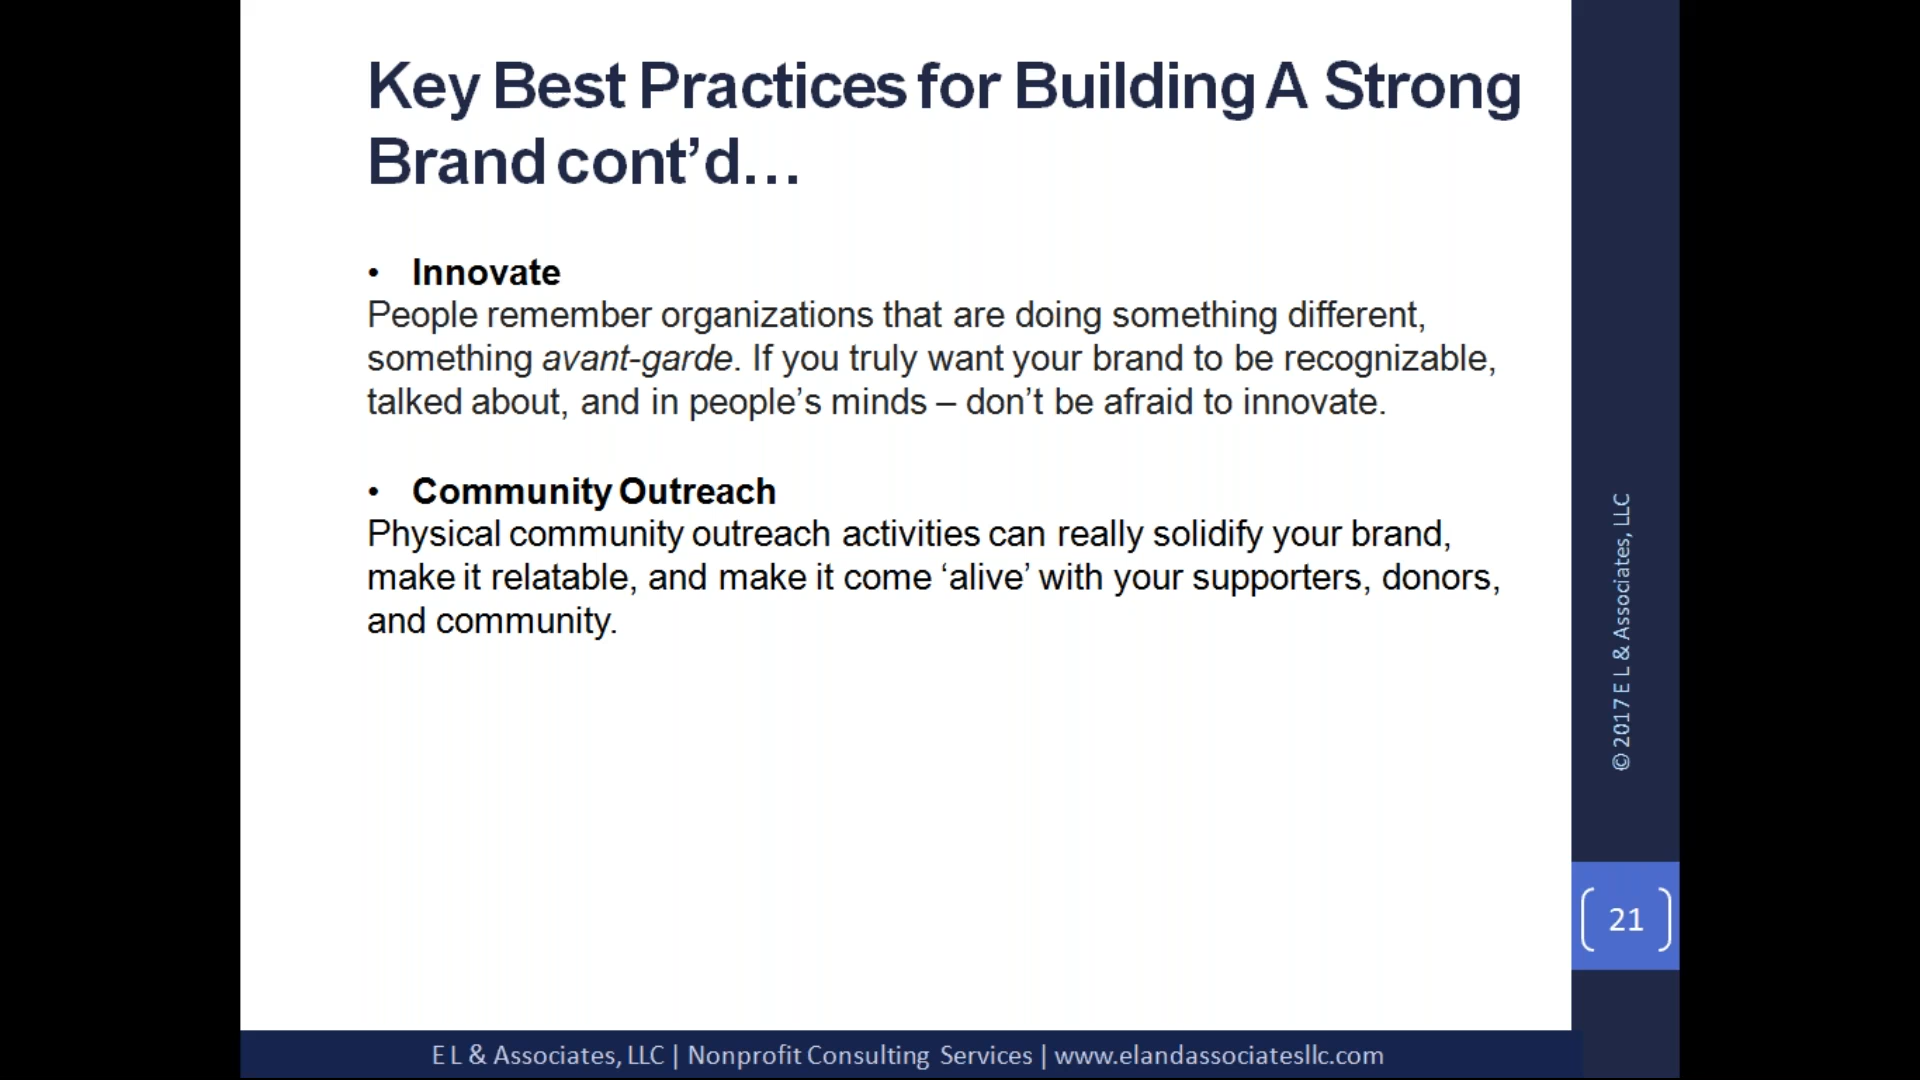 Key Best Practices for Building A Strong
Brand cont’d…
• Innovate
People remember organizations that are doing something different,
something avant-garde. If you truly want your brand to be recognizable,
talked about, and in people’s minds – don’t be afraid to innovate.
• Community Outreach
Physical community outreach activities can really solidify your brand,
make it relatable, and make it come ‘alive’ with your supporters, donors,
and community.
©2017 E L & Associates, LLC
21
E L & Associates, LLC | Nonprofit Consulting Services | www.elandassociatesllc.com